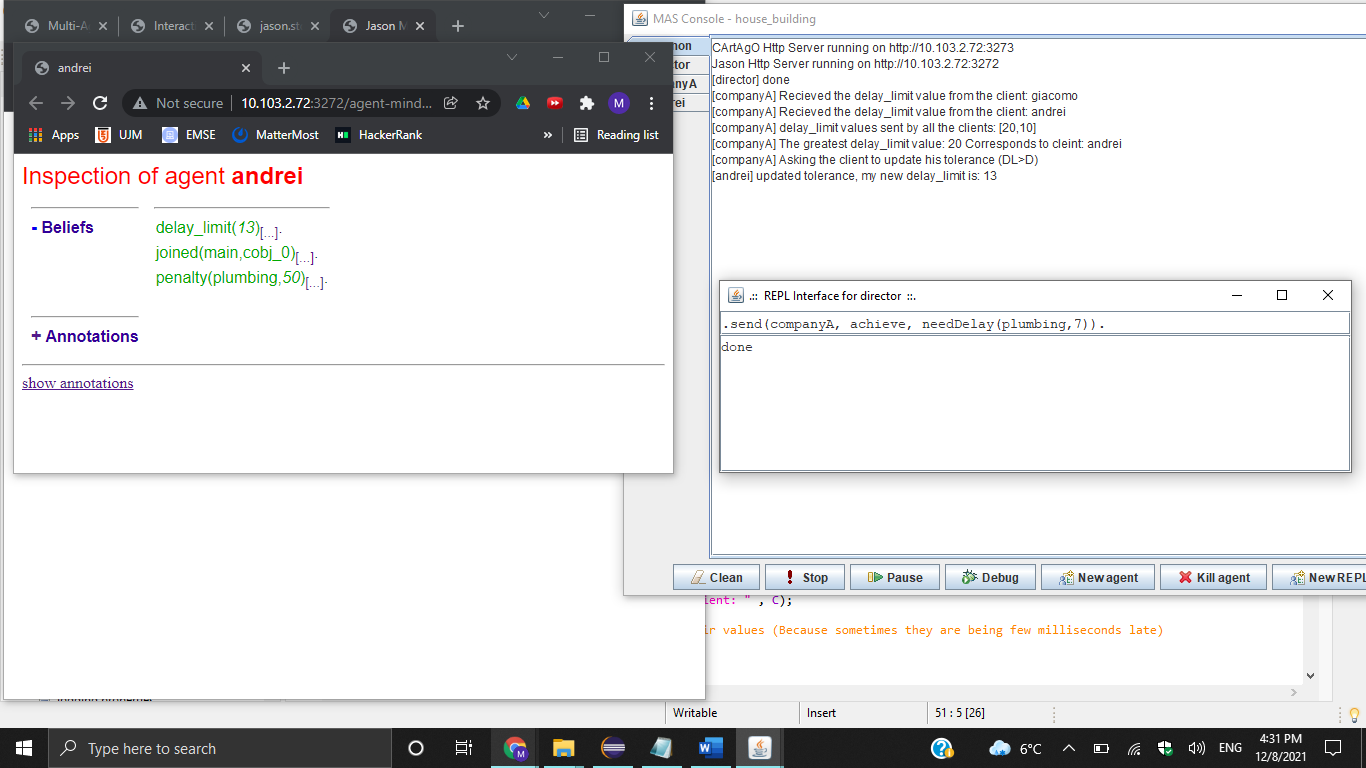 Multi-A
Interact
jason.sta
Jason M
andrei
Not secure
10.103.2.72:3272/agent-mind...
M
Apps
UJM
EMSE
MatterMost
HackerRank
»
Reading list
Inspection of agent andrei
- Beliefs
delay_limit(13)[...].
joined(main,cobj_0)[...].
penalty(plumbing,50)[...].
+ Annotations
show annotations
MAS Console - house_building
non
ctor
anyA
rei
CArtAgO Http Server running on http://10.103.2.72:3273
Jason Http Server running on http://10.103.2.72:3272
[director] done
[companyA] Recieved the delay_limit value from the client: giacomo
[companyA] Recieved the delay_limit value from the client: andrei
[companyA] delay_limit values sent by all the clients: [20,10]
[companyA] The greatest delay_limit value: 20 Corresponds to cleint: andrei
[companyA] Asking the client to update his tolerance (DL>D)
[andrei] updated tolerance, my new delay_limit is: 13
.:: REPL Interface for director ::.
.send(companyA, achieve, needDelay(plumbing,7)).
done
Clean
Stop
Pause
Debug
New agent
Kill agent
New REPL
ient: " , C);
ir values (Because sometimes they are being few milliseconds late)
Writable
Insert
51 : 5 [26]
Type here to search
M
6°C
ENG
4:31 PM
12/8/2021